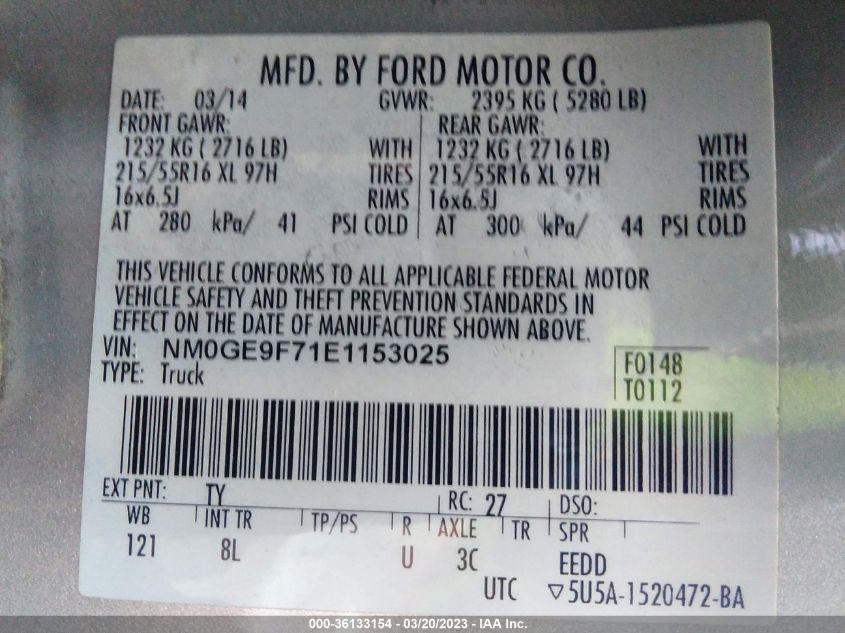 MFD. BY FORD MOTOR CO.
DATE: 03/14 GVWR: 2395 KG ( 5280 LB)
FRONT GAWR: REAR GAWR:
1232 KG ( 2716 LB) WITH 1232 KG ( 2716 LB) WITH
215/55R16 XL 97H TIRES 215/55R16 XL 97H TIRES
16x6.5J RIMS 16x6.5J RIMS
AT 280 kPa/ 41 PSI COLD AT 300 kPa/ 44 PSI COLD
THIS VEHICLE CONFORMS TO ALL APPLICABLE FEDERAL MOTOR
VEHICLE SAFETY AND THEFT PREVENTION STANDARDS IN
EFFECT ON THE DATE OF MANUFACTURE SHOWN ABOVE.
VIN: NM0GE9F71E1153025 F0148
TYPE: Truck T0112
EXT PNT: TY RC: 27 DSO:
WB INT TR TP/PS R AXLE TR SPR
121 8L U 3C EEDD
UTC ▽5U5A-1520472-BA
000-36133154 - 03/20/2023 - IAA Inc.